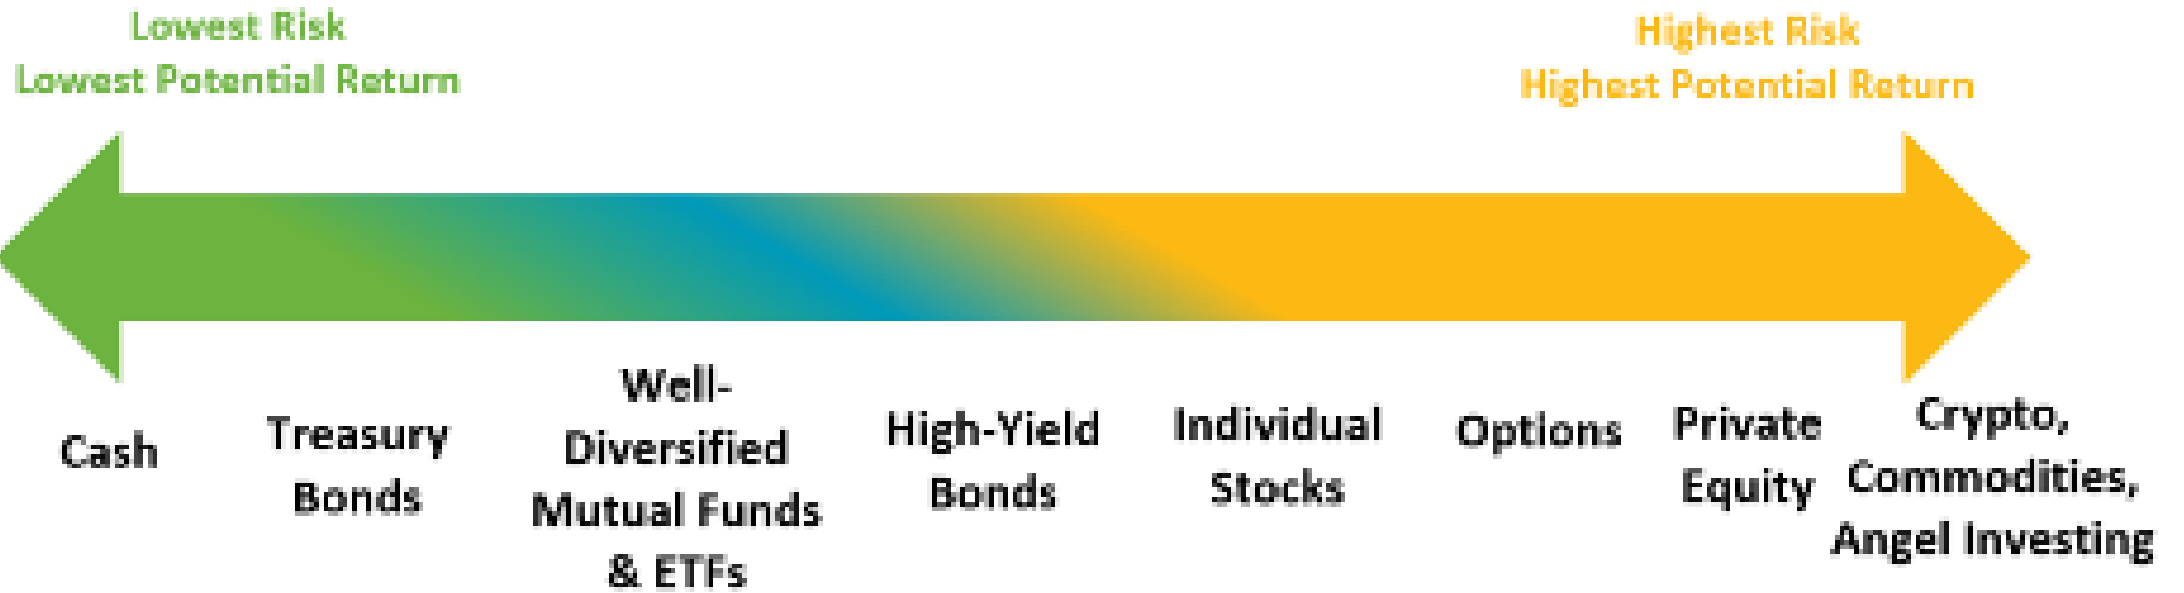 Lowest Risk
Lowest Potential Return
Highest Risk
Highest Potential Return
Cash
Treasury
Bonds
Well-
Diversified
Mutual Funds
& ETFs
High-Yield
Bonds
Individual
Stocks
Options
Private
Equity
Crypto,
Commodities,
Angel Investing